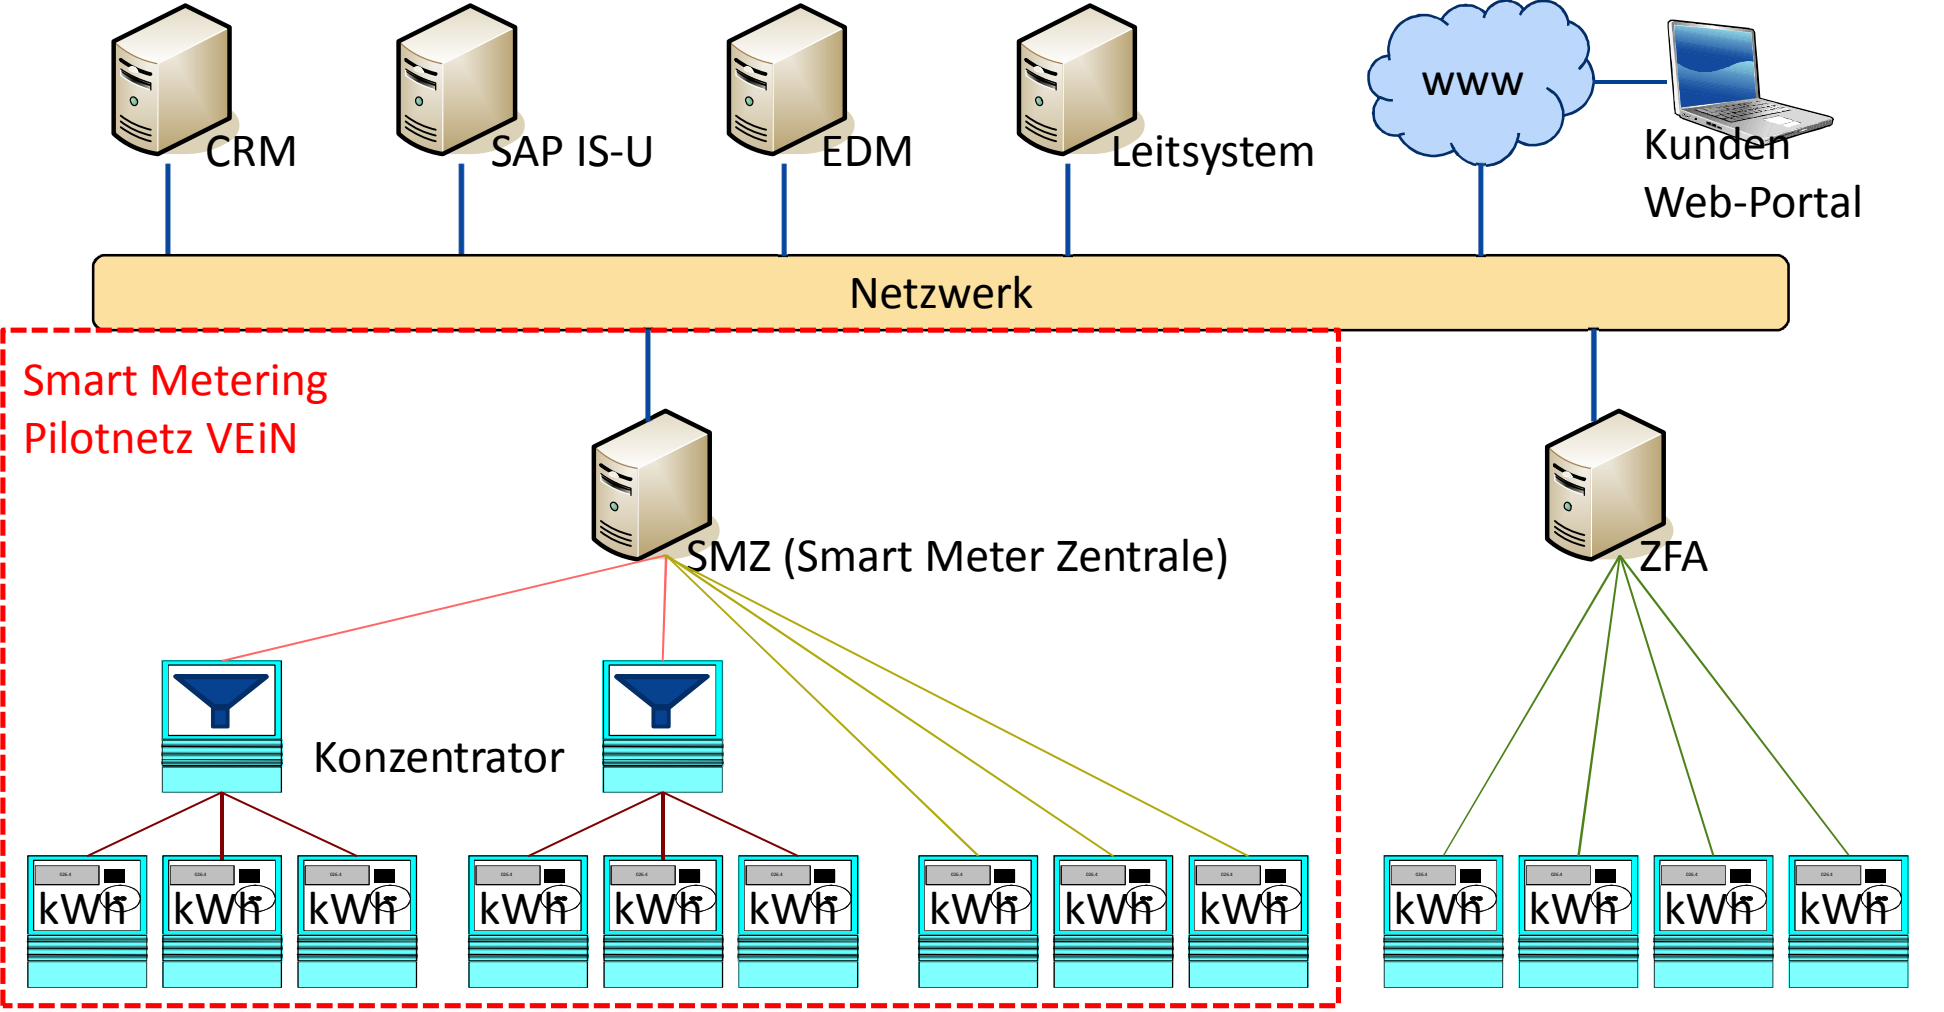 CRM
SAP IS-U
EDM
Leitsystem
www
Kunden
Web-Portal
Netzwerk
Smart Metering
Pilotnetz VEiN
SMZ (Smart Meter Zentrale)
ZFA
Konzentrator
kWh
kWh
kWh
kWh
kWh
kWh
kWh
kWh
kWh
kWh
kWh
kWh
kWh